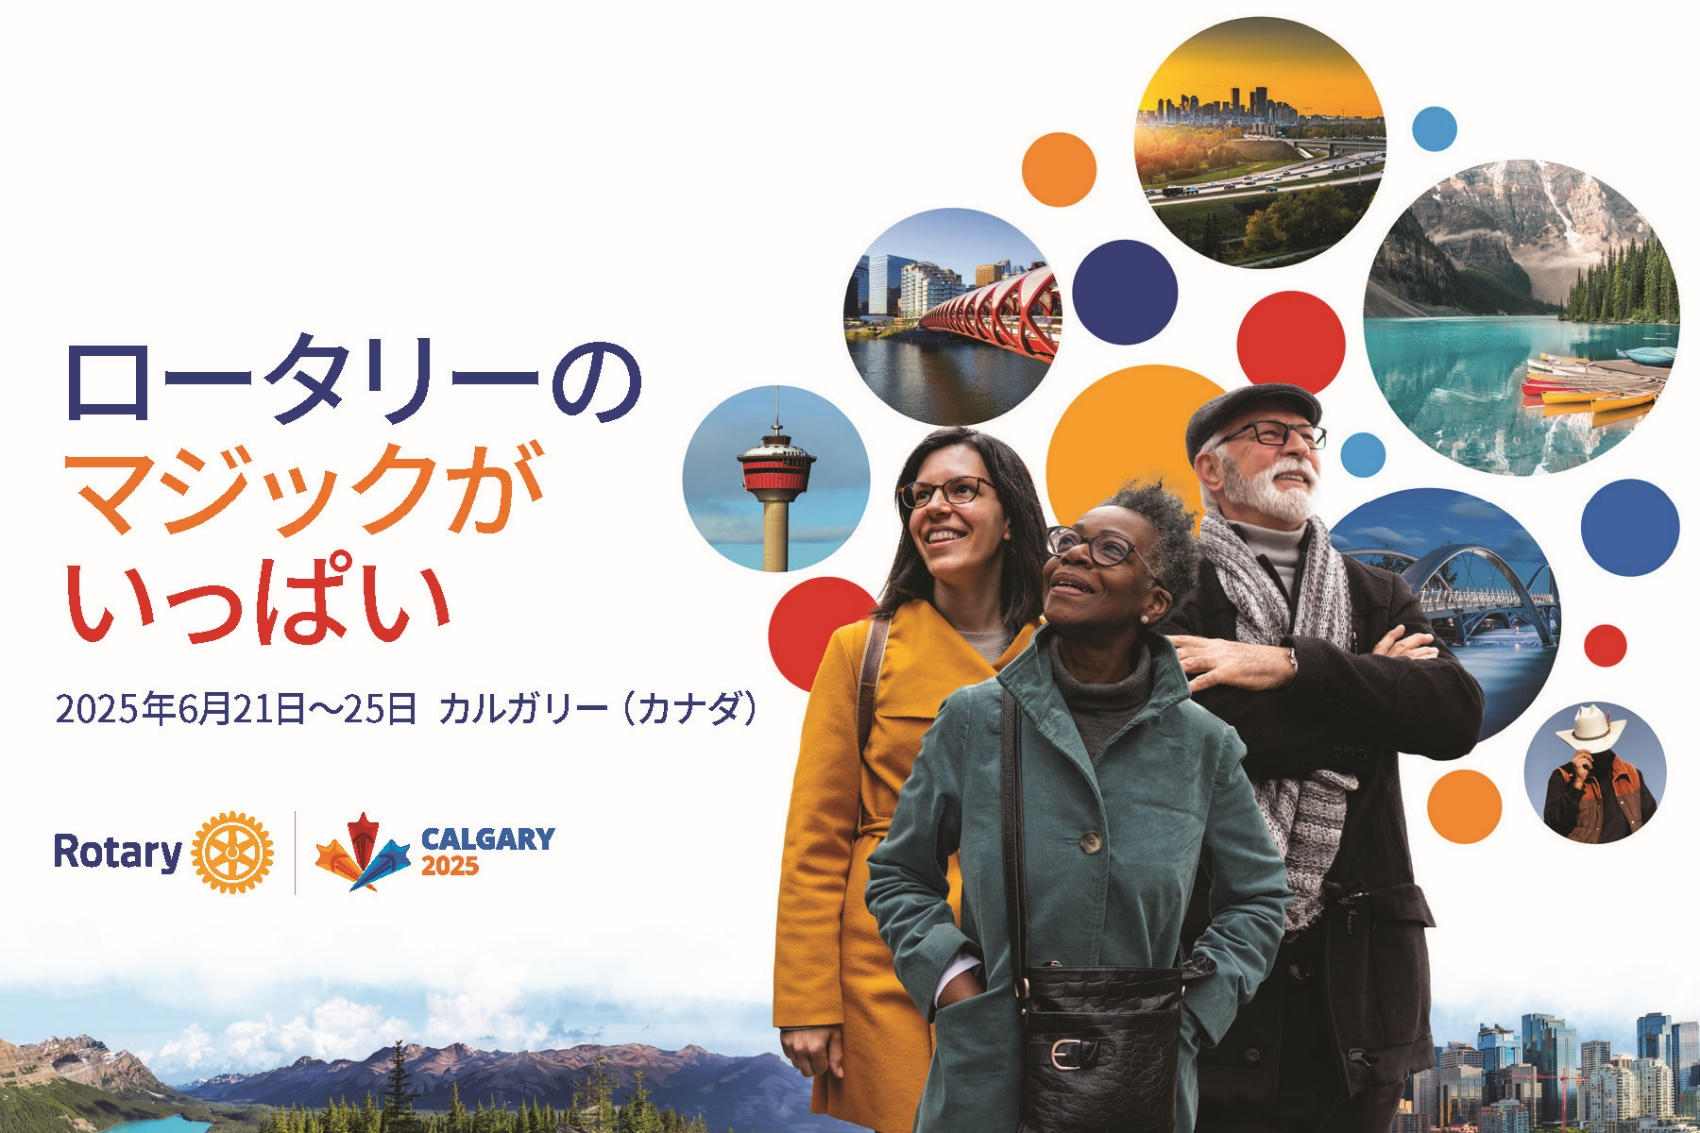 ロータリーの
マジックが
いっぱい
2025年6月21日～25日 カルガリー（カナダ）
Rotary
CALGARY
2025